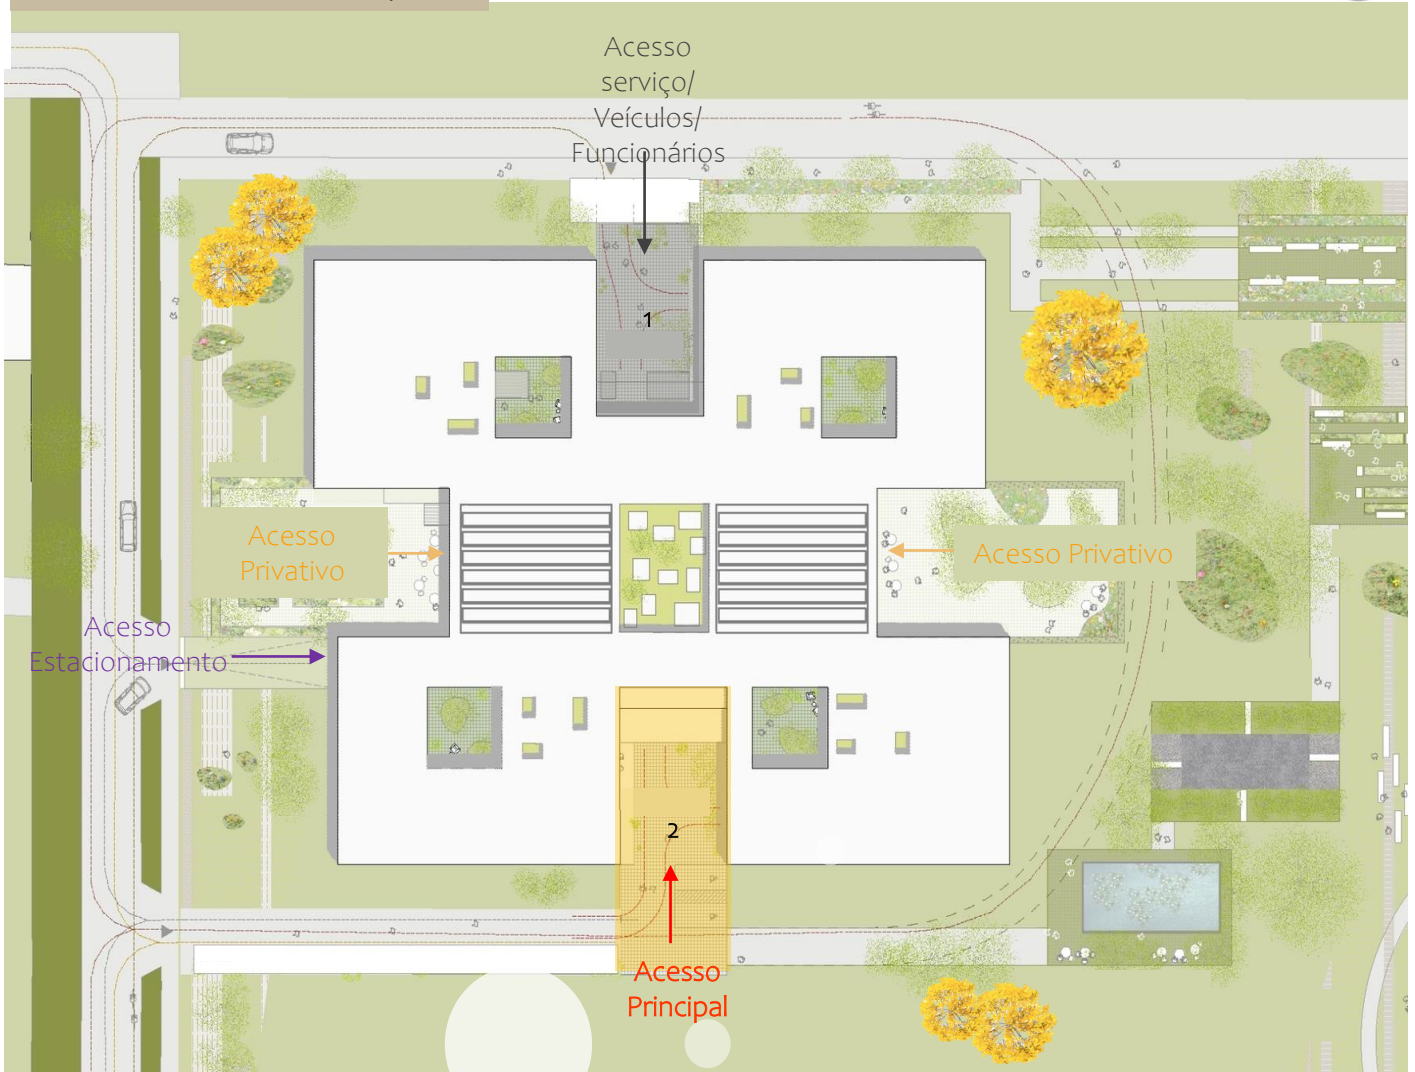 Acesso
serviço/
Veículos/
Funcionários
1
Acesso
Privativo
Acesso Privativo
Acesso
Estacionamento
2
Acesso
Principal